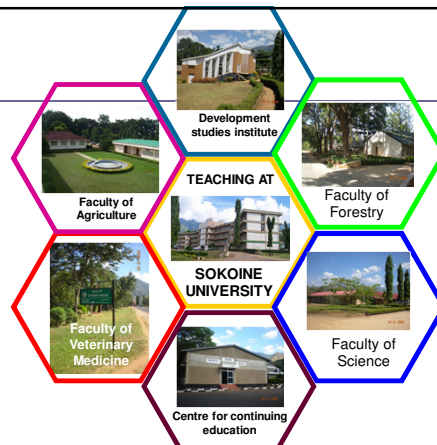 Development
studies institute
Faculty of
Agriculture
TEACHING AT
SOKOINE
UNIVERSITY
Faculty of
Forestry
Faculty of
Veterinary
Medicine
Faculty of
Science
Centre for continuing
education